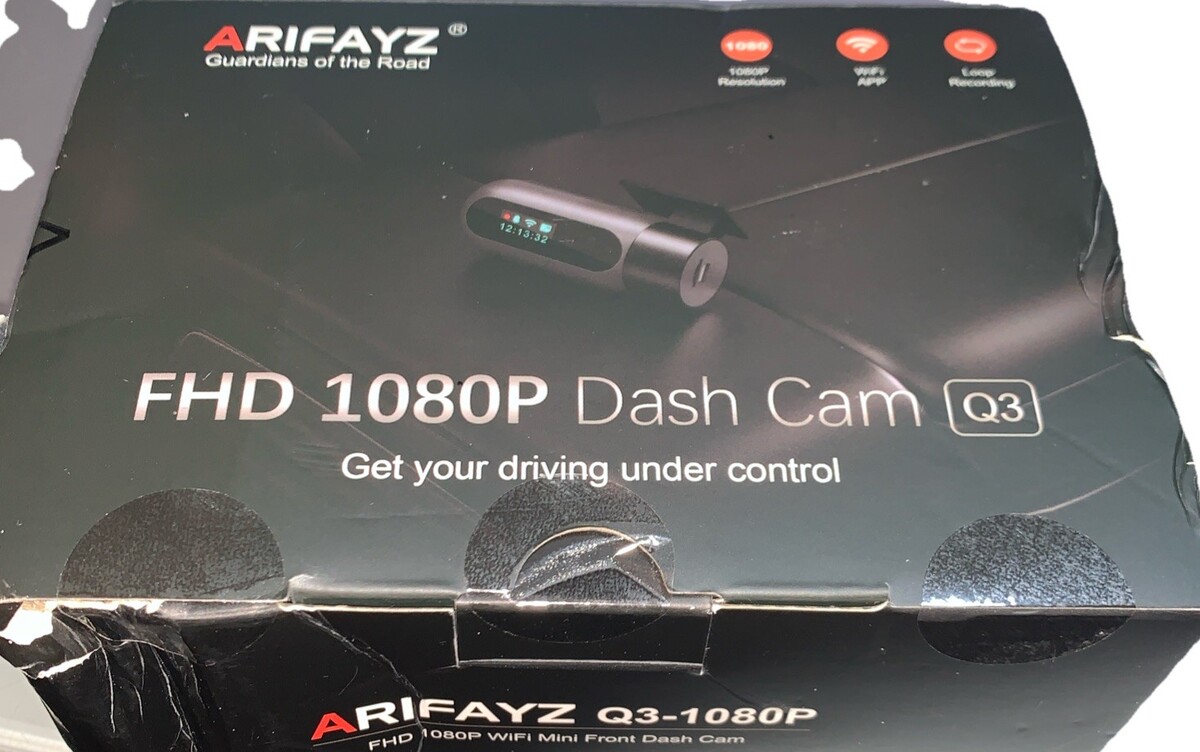 ARIFAYZ®
Guardians of the Road
1080
1080P
Resolution
WiFi
APP
Loop
Recording
12:13:32
FHD 1080P Dash Cam Q3
Get your driving under control
ARIFAYZ Q3-1080P
FHD 1080P WiFi Mini Front Dash Cam